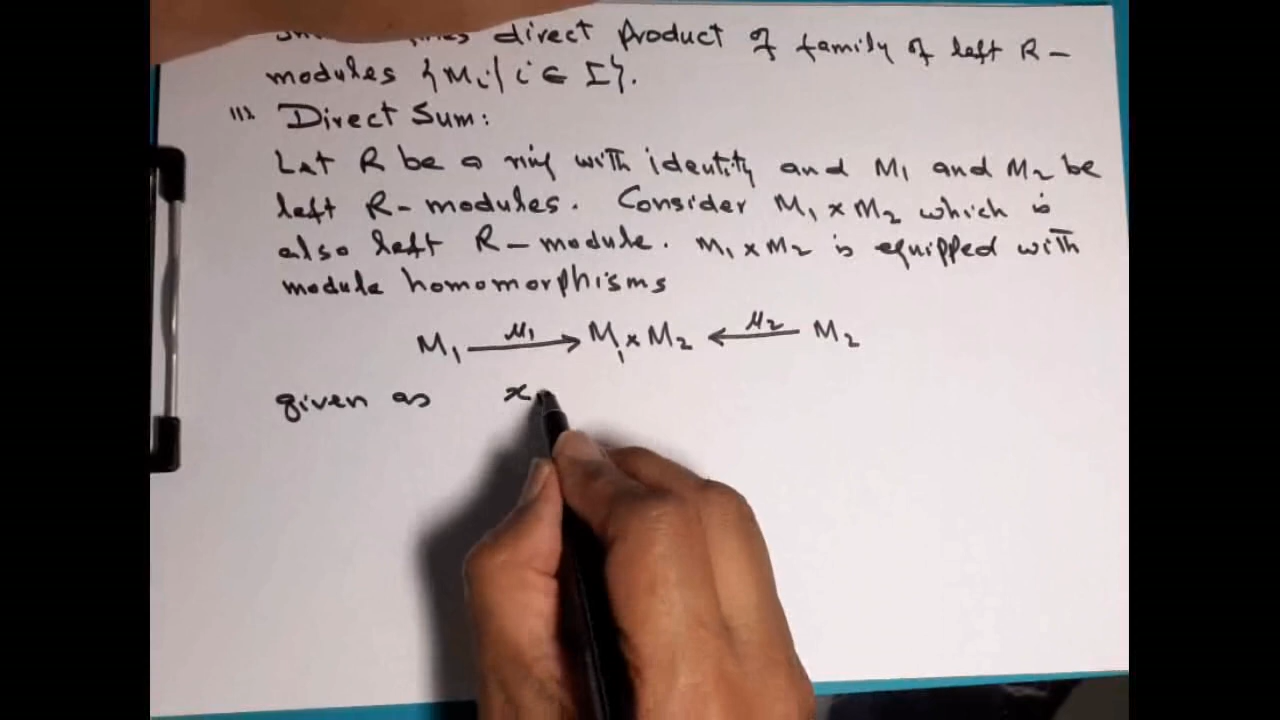 direct product of family of left R-
modules {Mi | i ∈ I}.
III) Direct Sum:
Let R be a ring with identity and M1 and M2 be
left R-modules. Consider M1 x M2 which is
also left R-module. M1 x M2 is equipped with
module homomorphisms
M1 —μ1→ M1 x M2 ←μ2— M2
given as x